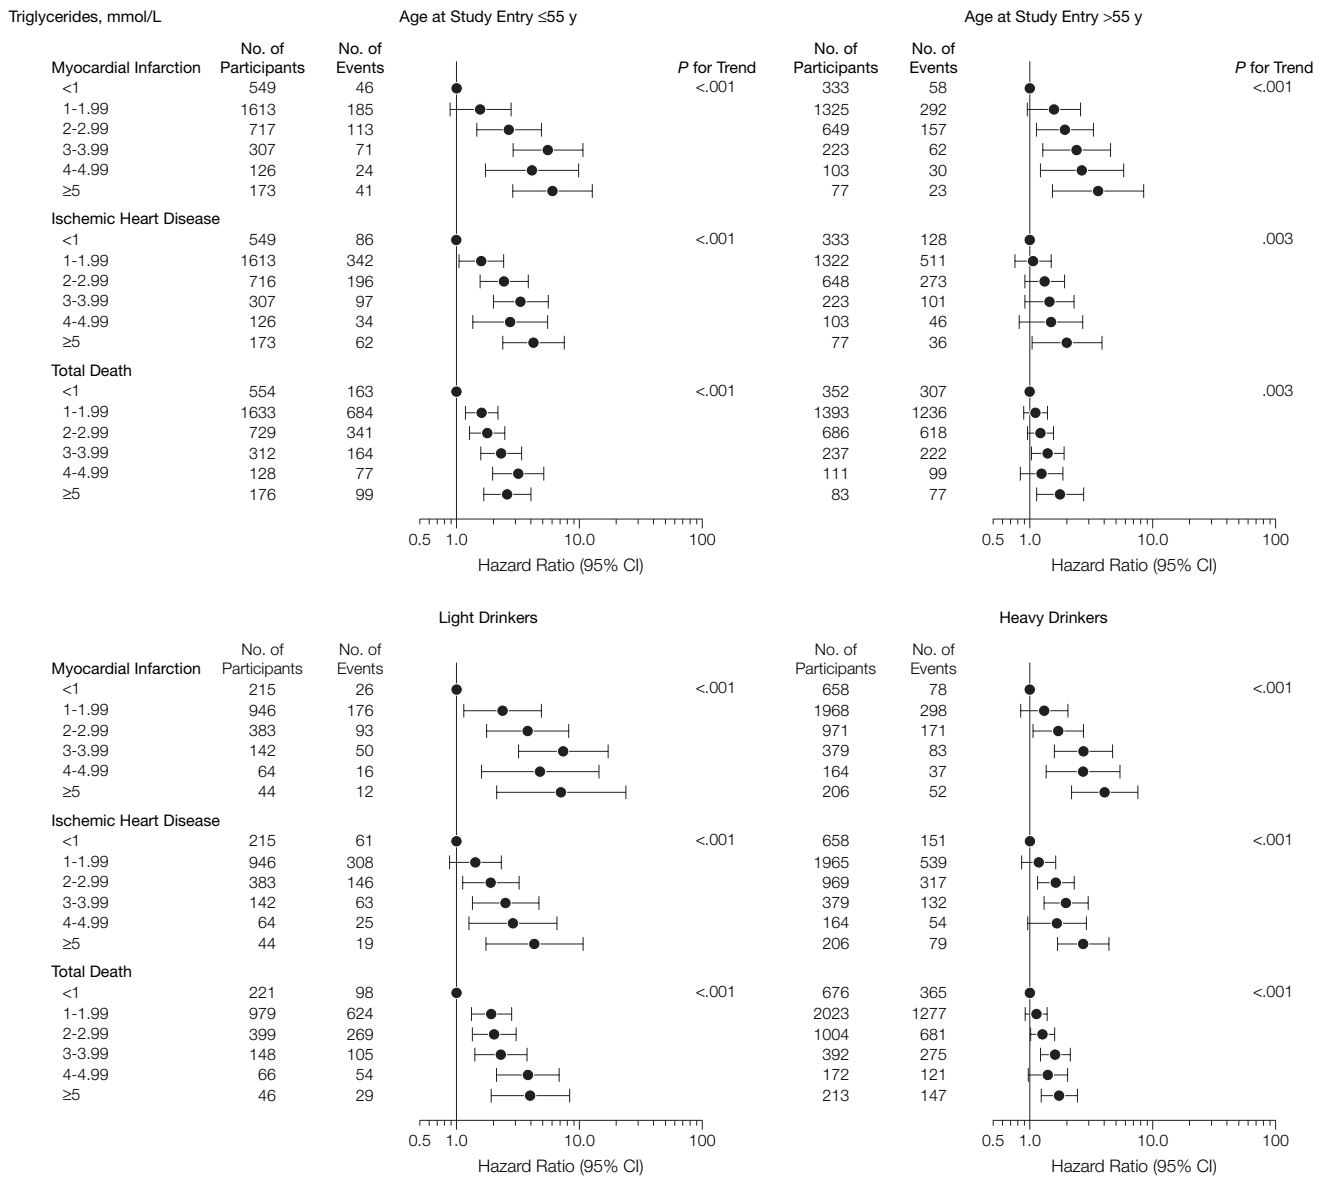 Triglycerides, mmol/L Age at Study Entry ≤55 y Age at Study Entry >55 y
No. of No. of No. of No. of
Myocardial Infarction Participants Events P for Trend Participants Events P for Trend
<1 549 46 <.001 333 58 <.001
1-1.99 1613 185 1325 292
2-2.99 717 113 649 157
3-3.99 307 71 223 62
4-4.99 126 24 103 30
≥5 173 41 77 23
Ischemic Heart Disease
<1 549 86 <.001 333 128 .003
1-1.99 1613 342 1322 511
2-2.99 716 196 648 273
3-3.99 307 97 223 101
4-4.99 126 34 103 46
≥5 173 62 77 36
Total Death
<1 554 163 <.001 352 307 .003
1-1.99 1633 684 1393 1236
2-2.99 729 341 686 618
3-3.99 312 164 237 222
4-4.99 128 77 111 99
≥5 176 99 83 77
0.5 1.0 10.0 100 0.5 1.0 10.0 100
Hazard Ratio (95% CI) Hazard Ratio (95% CI)
Light Drinkers Heavy Drinkers
No. of No. of No. of No. of
Myocardial Infarction Participants Events Participants Events
<1 215 26 <.001 658 78 <.001
1-1.99 946 176 1968 298
2-2.99 383 93 971 171
3-3.99 142 50 379 83
4-4.99 64 16 164 37
≥5 44 12 206 52
Ischemic Heart Disease
<1 215 61 <.001 658 151 <.001
1-1.99 946 308 1965 539
2-2.99 383 146 969 317
3-3.99 142 63 379 132
4-4.99 64 25 164 54
≥5 44 19 206 79
Total Death
<1 221 98 <.001 676 365 <.001
1-1.99 979 624 2023 1277
2-2.99 399 269 1004 681
3-3.99 148 105 392 275
4-4.99 66 54 172 121
≥5 46 29 213 147
0.5 1.0 10.0 100 0.5 1.0 10.0 100
Hazard Ratio (95% CI) Hazard Ratio (95% CI)